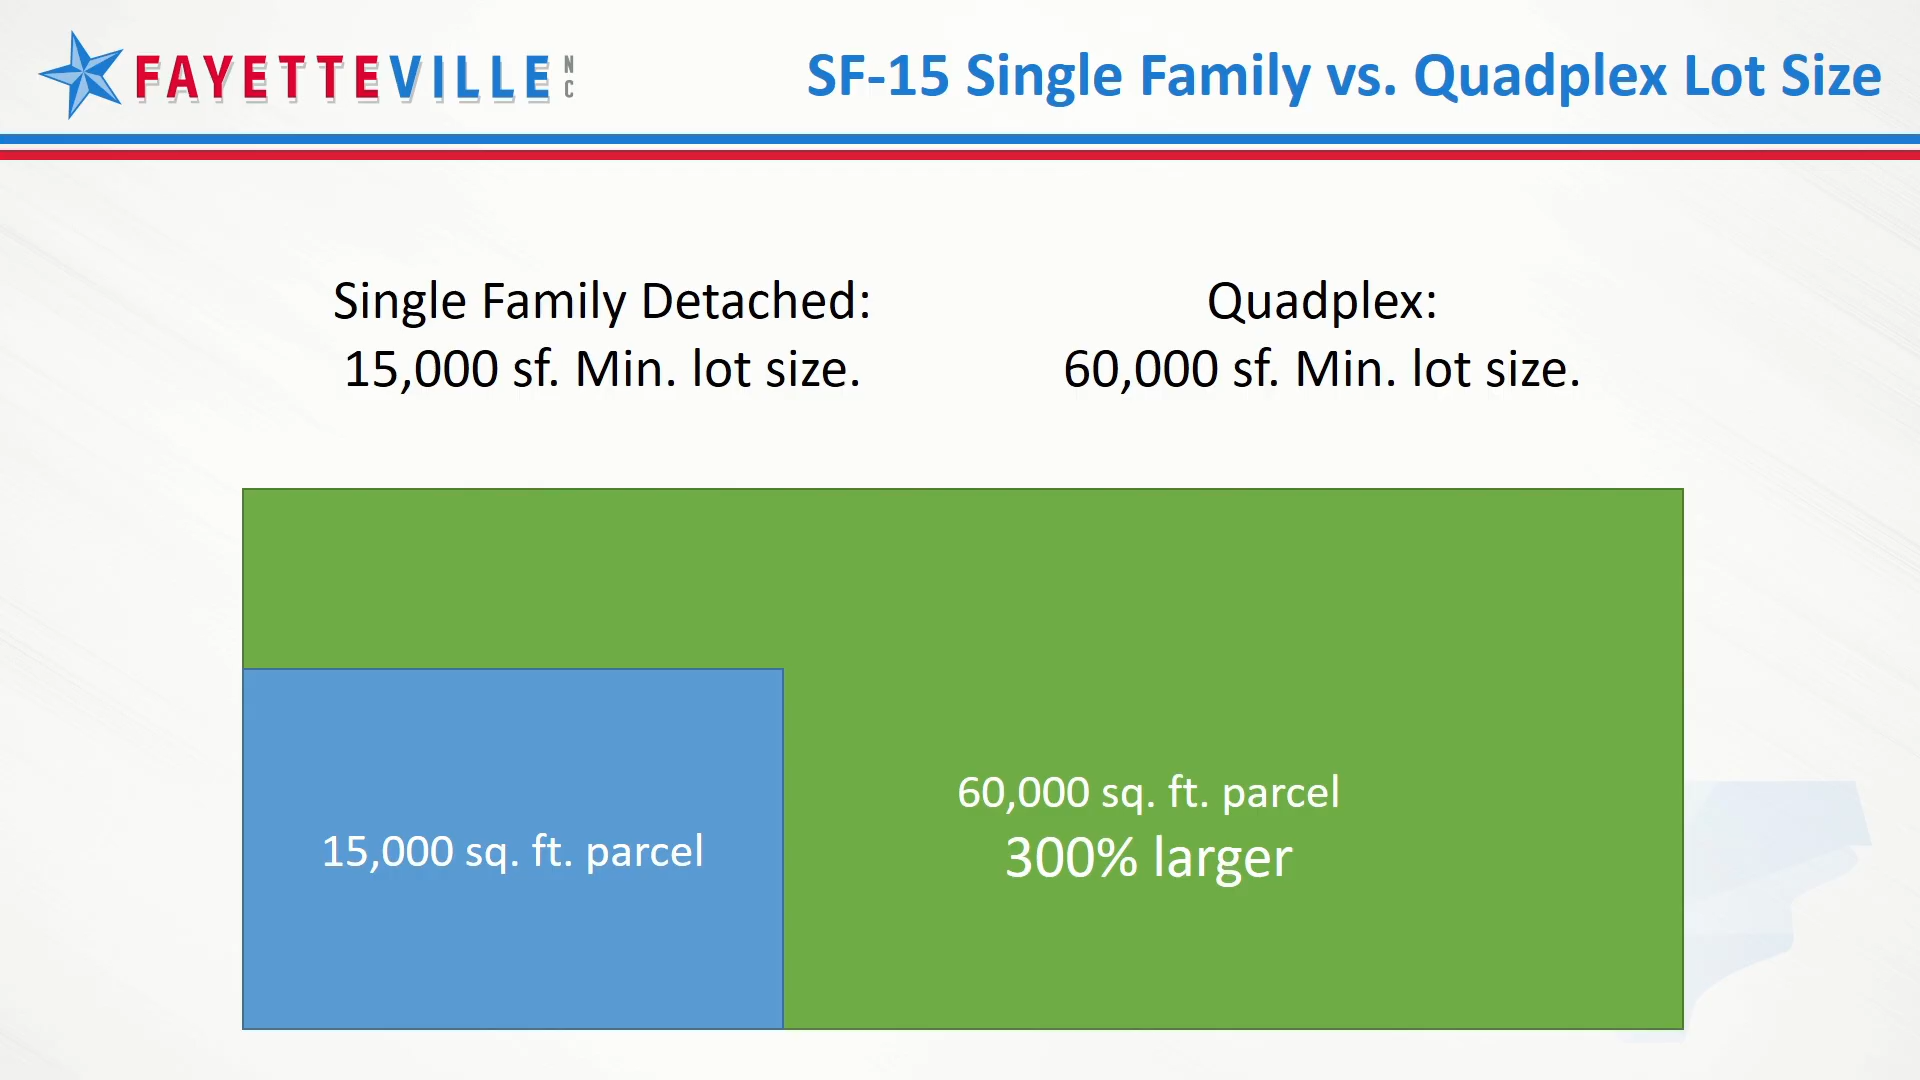 FAYETTEVILLE NC
SF-15 Single Family vs. Quadplex Lot Size
Single Family Detached:
15,000 sf. Min. lot size.
Quadplex:
60,000 sf. Min. lot size.
15,000 sq. ft. parcel
60,000 sq. ft. parcel
300% larger